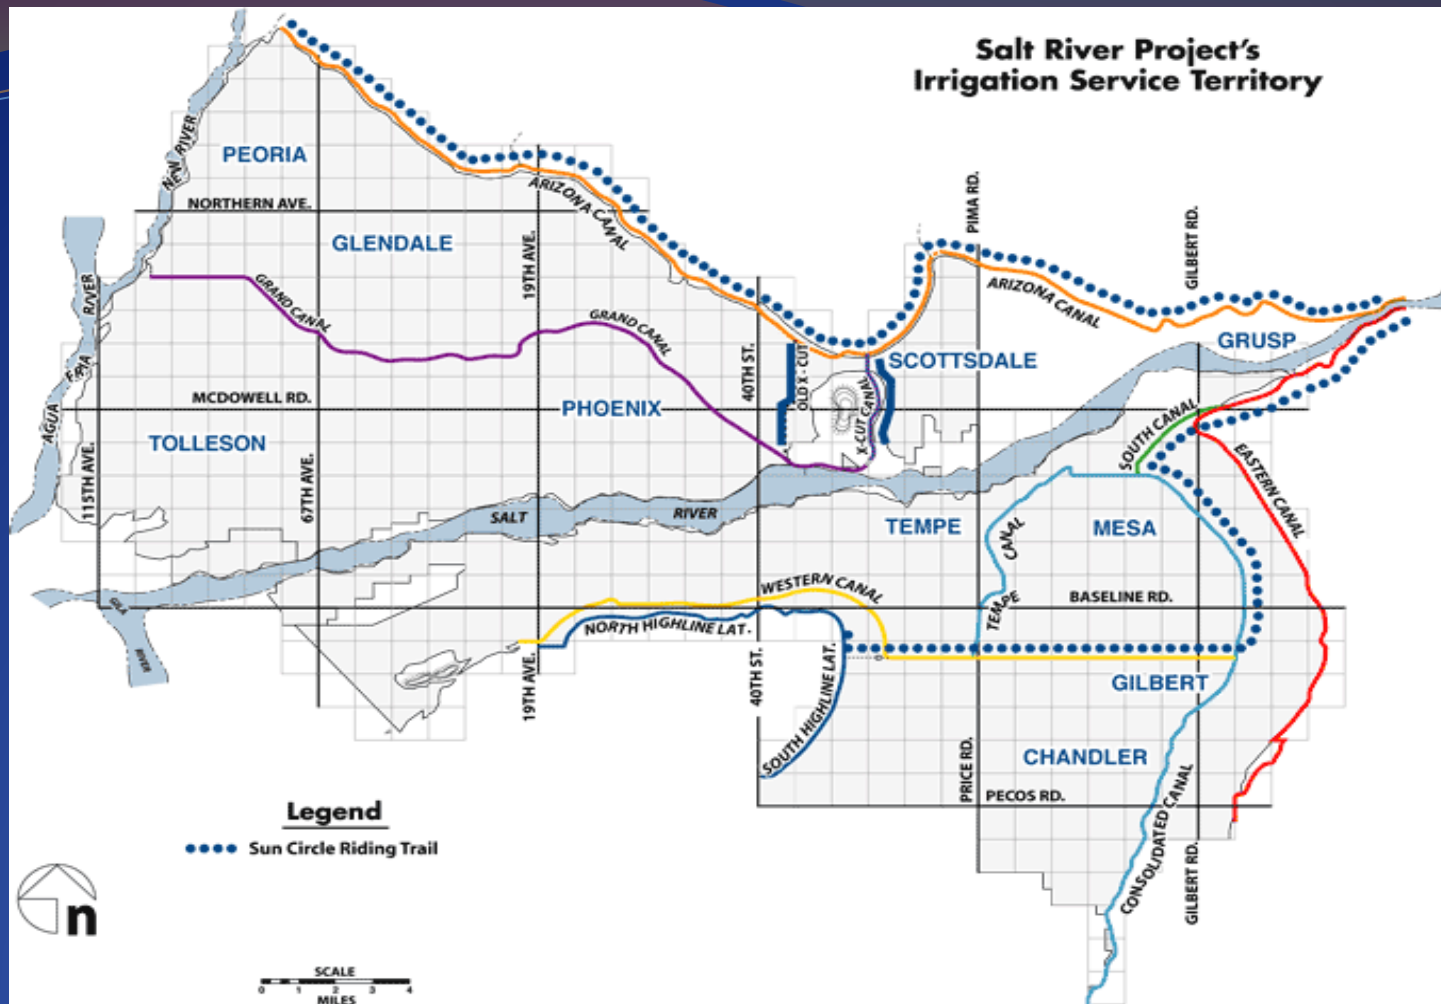 Salt River Project's
Irrigation Service Territory
NEW RIVER
PEORIA
NORTHERN AVE.
GLENDALE
19TH AVE.
ARIZONA CANAL
PIMA RD.
GILBERT RD.
ARIZONA CANAL
GRUSP
AGUA
FRIA
RIVER
GRAND CANAL
GRAND CANAL
40TH ST.
OLD X - CUT
X-CUT CANAL
SCOTTSDALE
MCDOWELL RD.
PHOENIX
TOLLESON
115TH AVE.
67TH AVE.
SOUTH CANAL
EASTERN CANAL
SALT
RIVER
TEMPE
MESA
TEMPE
CANAL
WESTERN CANAL
BASELINE RD.
NORTH HIGHLINE LAT.
GILA
RIVER
19TH AVE.
40TH ST.
SOUTH HIGHLINE LAT.
GILBERT
CHANDLER
PRICE RD.
PECOS RD.
CONSOLIDATED CANAL
GILBERT RD.
Legend
Sun Circle Riding Trail
n
SCALE
0 1 2 3 4
MILES